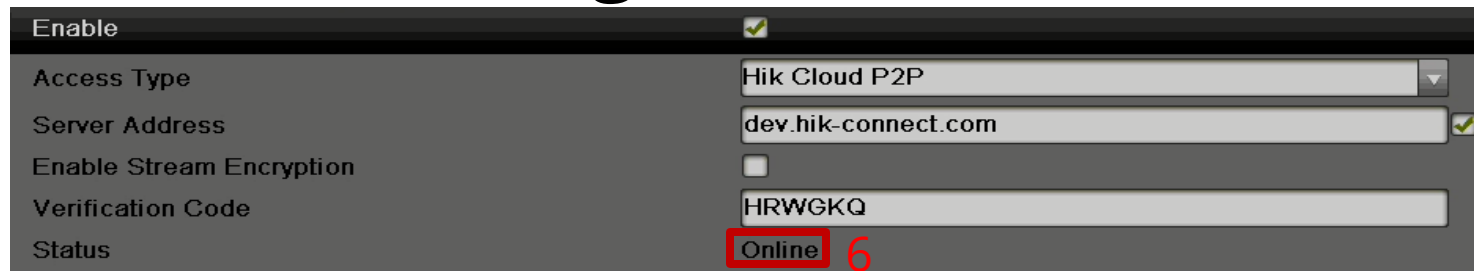 Enable
Access Type Hik Cloud P2P
Server Address dev.hik-connect.com
Enable Stream Encryption
Verification Code HRWGKQ
Status Online 6